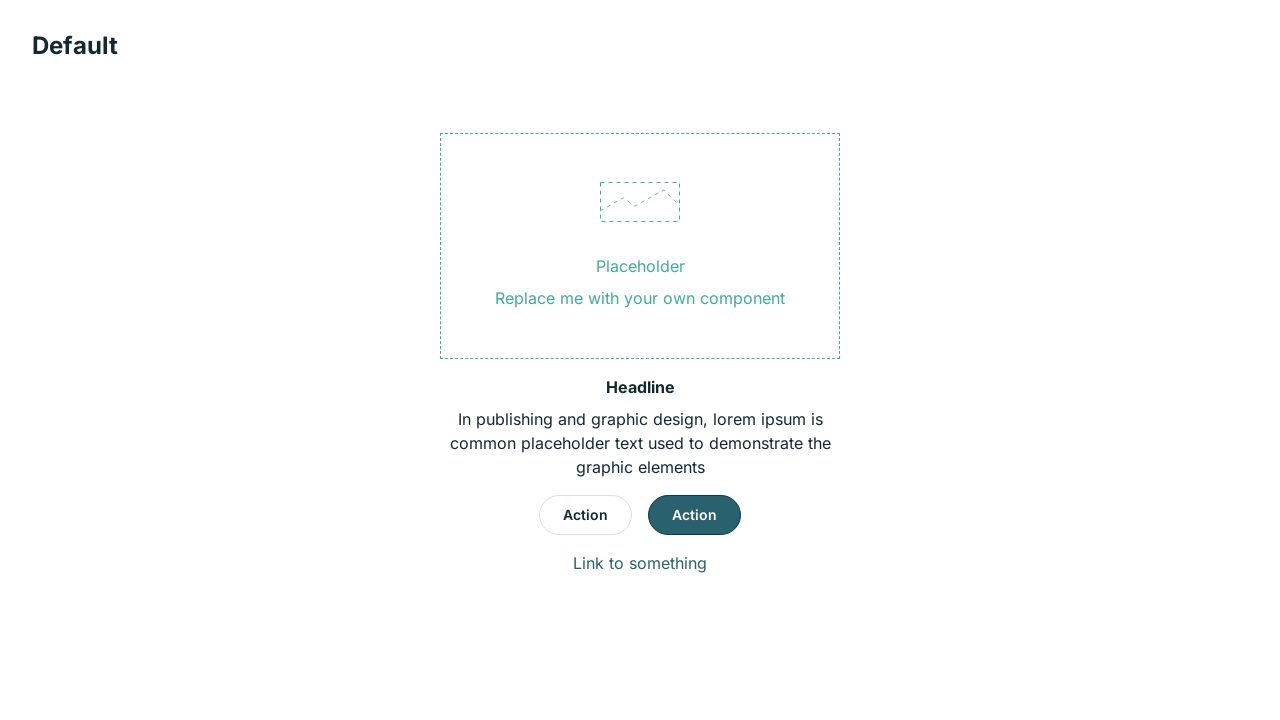 Default
Placeholder
Replace me with your own component
Headline
In publishing and graphic design, lorem ipsum is
common placeholder text used to demonstrate the
graphic elements
Action Action
Link to something